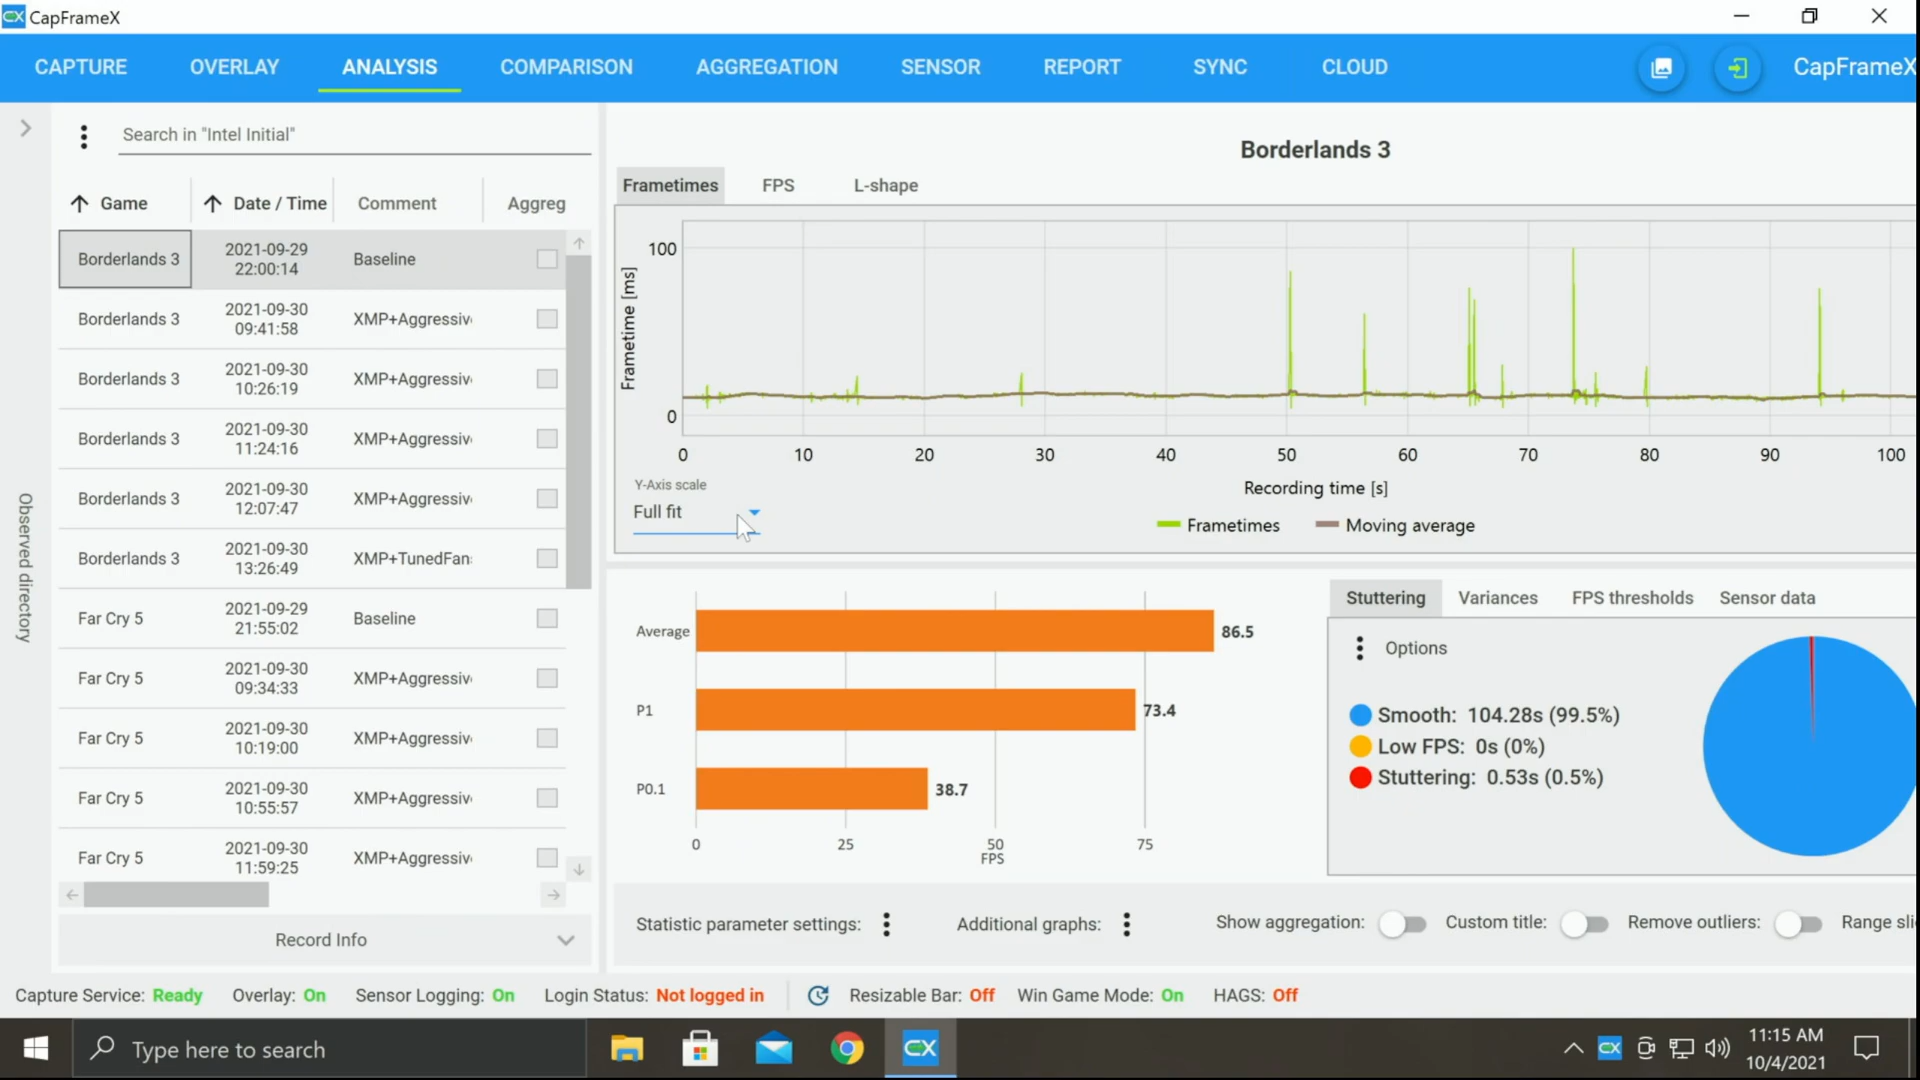 CX CapFrameX
CAPTURE OVERLAY ANALYSIS COMPARISON AGGREGATION SENSOR REPORT SYNC CLOUD CapFrameX
Search in "Intel Initial"
Game Date / Time Comment Aggreg
Borderlands 3 2021-09-29 22:00:14 Baseline
Borderlands 3 2021-09-30 09:41:58 XMP+Aggressiv
Borderlands 3 2021-09-30 10:26:19 XMP+Aggressiv
Borderlands 3 2021-09-30 11:24:16 XMP+Aggressiv
Borderlands 3 2021-09-30 12:07:47 XMP+Aggressiv
Borderlands 3 2021-09-30 13:26:49 XMP+TunedFan
Far Cry 5 2021-09-29 21:55:02 Baseline
Far Cry 5 2021-09-30 09:34:33 XMP+Aggressiv
Far Cry 5 2021-09-30 10:19:00 XMP+Aggressiv
Far Cry 5 2021-09-30 10:55:57 XMP+Aggressiv
Far Cry 5 2021-09-30 11:59:25 XMP+Aggressiv
Record Info
Observed directory
Borderlands 3
Frametimes FPS L-shape
Frametime [ms]
100
0
0 10 20 30 40 50 60 70 80 90 100
Y-Axis scale
Full fit
Recording time [s]
Frametimes Moving average
Average 86.5
P1 73.4
P0.1 38.7
0 25 50 75
FPS
Stuttering Variances FPS thresholds Sensor data
Options
Smooth: 104.28s (99.5%)
Low FPS: 0s (0%)
Stuttering: 0.53s (0.5%)
Statistic parameter settings: Additional graphs: Show aggregation: Custom title: Remove outliers: Range sli
Capture Service: Ready Overlay: On Sensor Logging: On Login Status: Not logged in Resizable Bar: Off Win Game Mode: On HAGS: Off
Type here to search
CX
CX
11:15 AM
10/4/2021